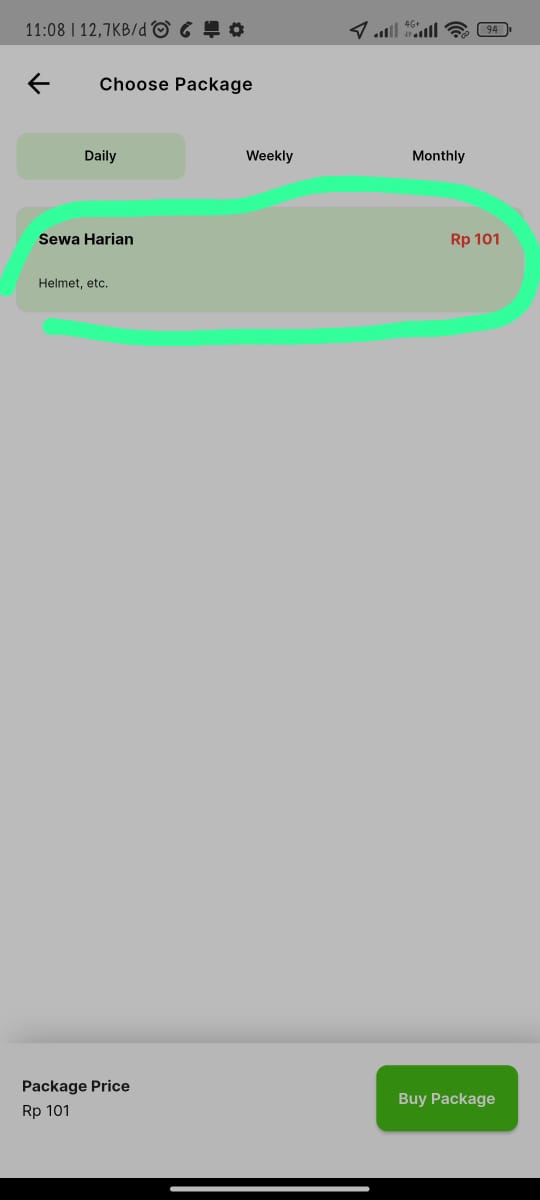 11:08 | 12,7KB/d
4G+
94
Choose Package
Daily Weekly Monthly
Sewa Harian Rp 101
Helmet, etc.
Package Price
Rp 101
Buy Package